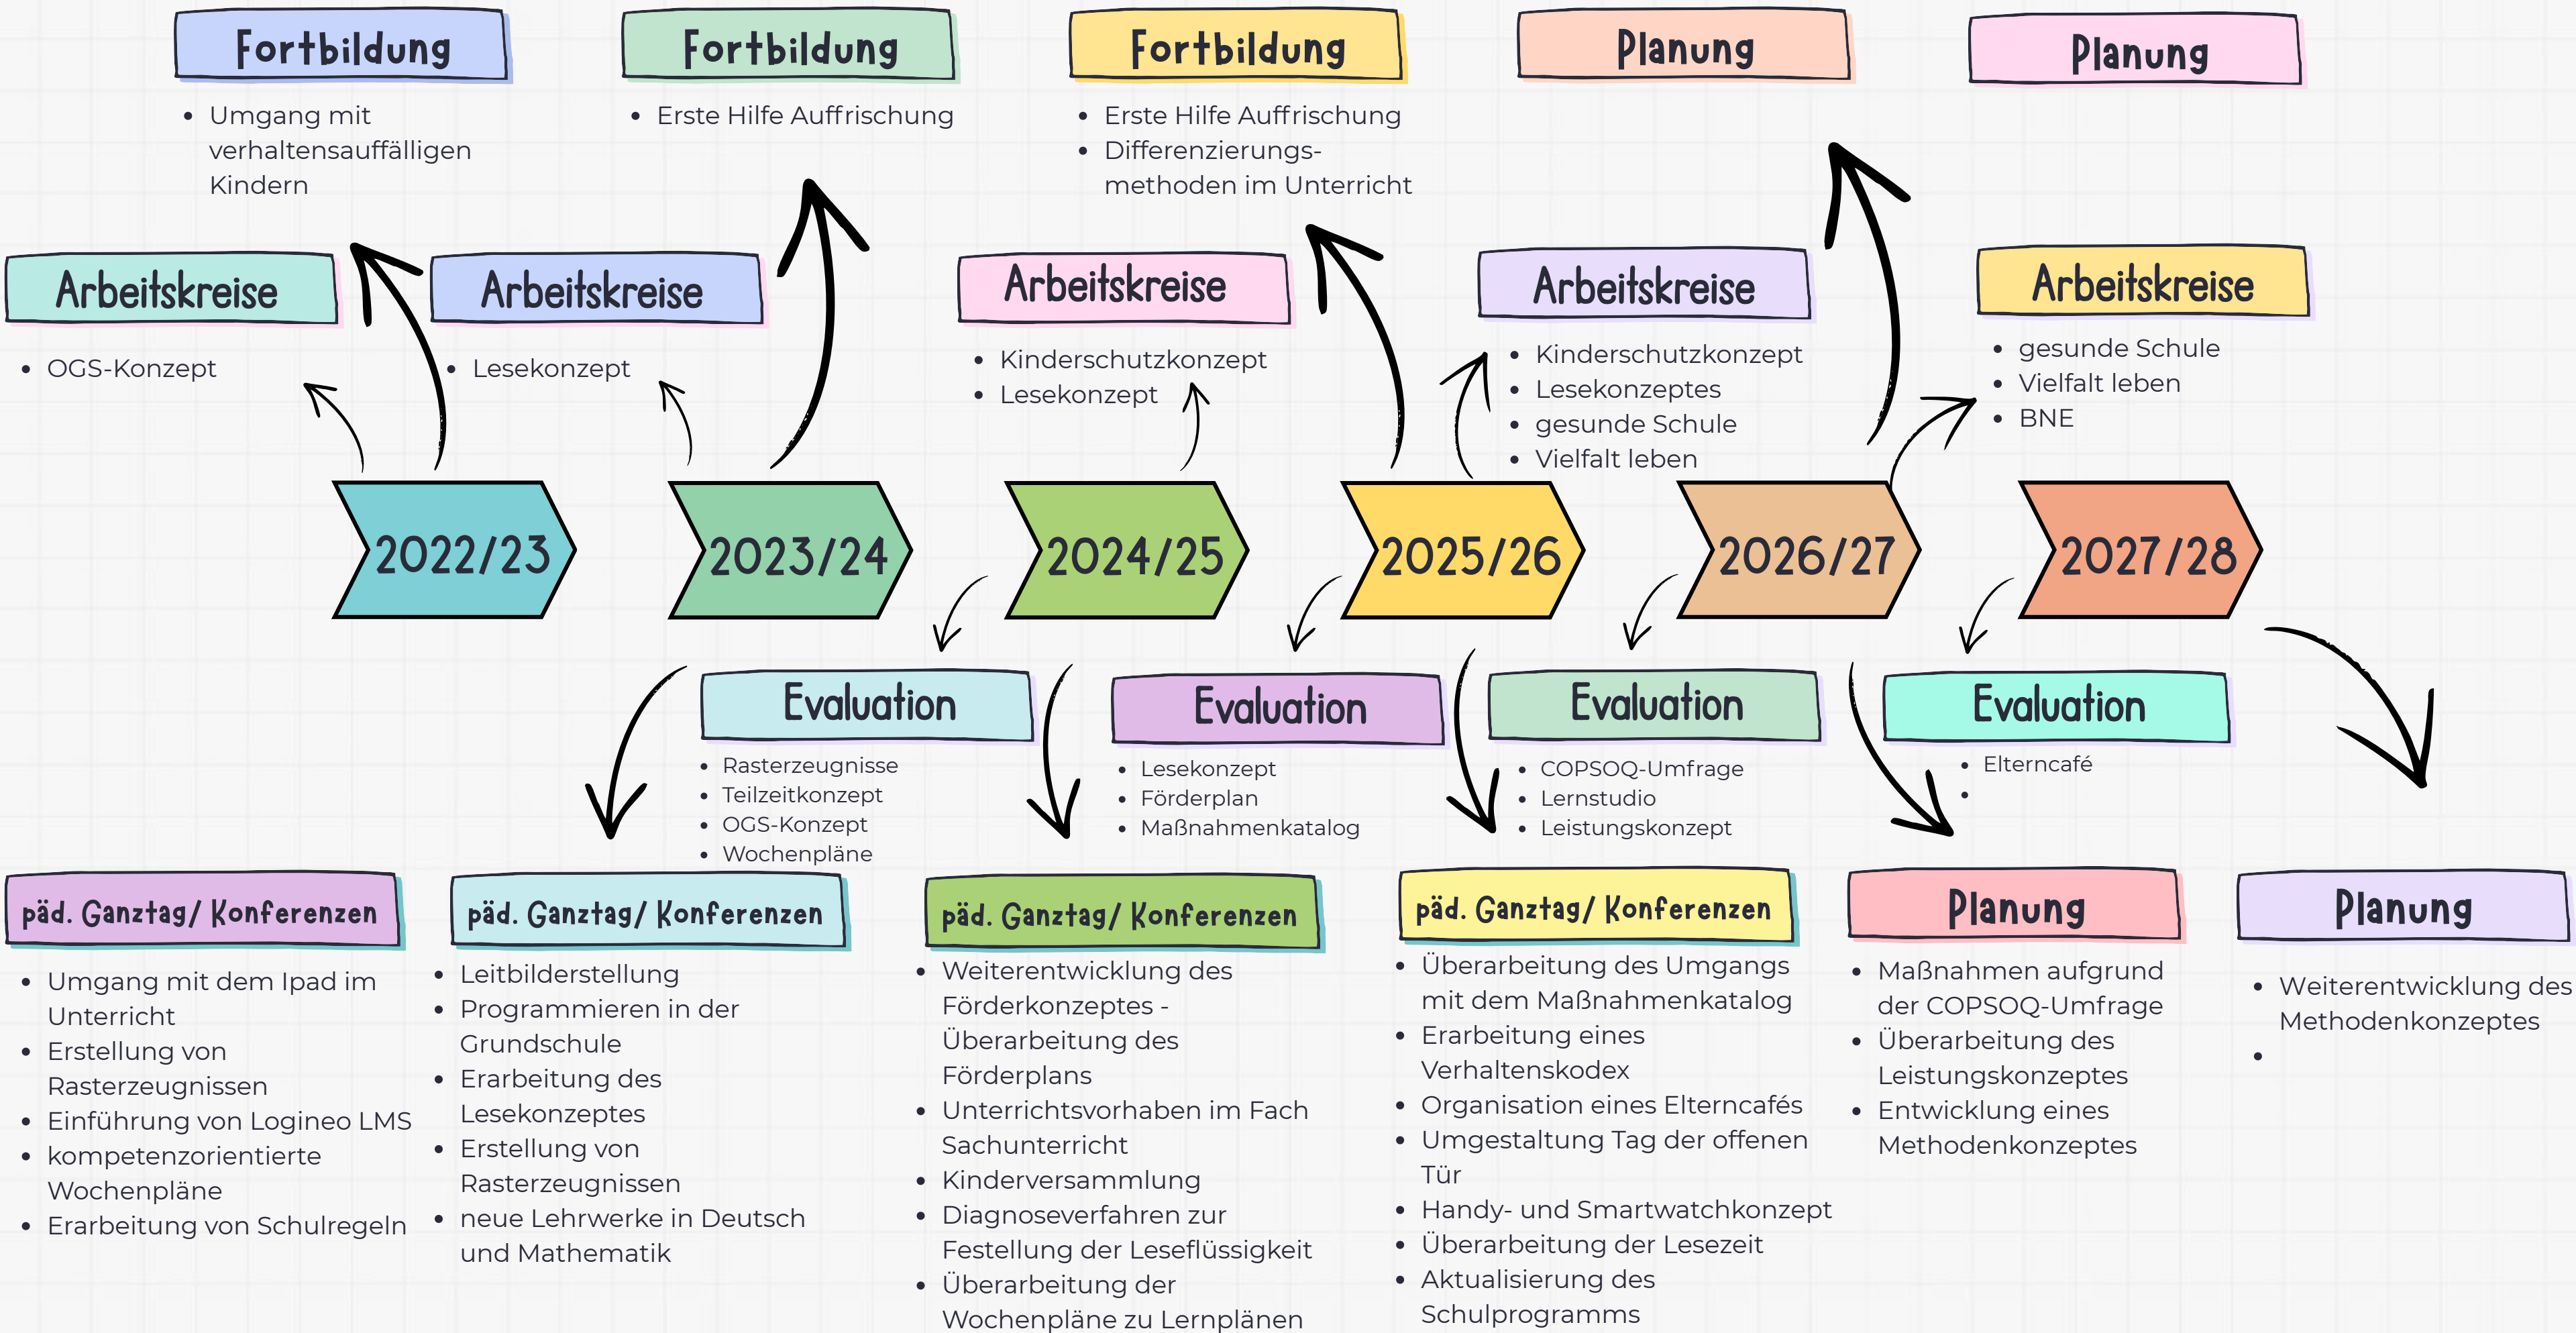 Fortbildung
• Umgang mit
verhaltensauffälligen
Kindern
Fortbildung
• Erste Hilfe Auffrischung
Fortbildung
• Erste Hilfe Auffrischung
• Differenzierungs-
methoden im Unterricht
Planung
Planung
Arbeitskreise
• OGS-Konzept
Arbeitskreise
• Lesekonzept
Arbeitskreise
• Kinderschutzkonzept
• Lesekonzept
Arbeitskreise
• Kinderschutzkonzept
• Lesekonzeptes
• gesunde Schule
• Vielfalt leben
Arbeitskreise
• gesunde Schule
• Vielfalt leben
• BNE
2022/23
2023/24
2024/25
2025/26
2026/27
2027/28
Evaluation
• Rasterzeugnisse
• Teilzeitkonzept
• OGS-Konzept
• Wochenpläne
Evaluation
• Lesekonzept
• Förderplan
• Maßnahmenkatalog
Evaluation
• COPSOQ-Umfrage
• Lernstudio
• Leistungskonzept
Evaluation
• Elterncafé
•
päd. Ganztag/ Konferenzen
• Umgang mit dem Ipad im
Unterricht
• Erstellung von
Rasterzeugnissen
• Einführung von Logineo LMS
• kompetenzorientierte
Wochenpläne
• Erarbeitung von Schulregeln
päd. Ganztag/ Konferenzen
• Leitbilderstellung
• Programmieren in der
Grundschule
• Erarbeitung des
Lesekonzeptes
• Erstellung von
Rasterzeugnissen
• neue Lehrwerke in Deutsch
und Mathematik
päd. Ganztag/ Konferenzen
• Weiterentwicklung des
Förderkonzeptes -
Überarbeitung des
Förderplans
• Unterrichtsvorhaben im Fach
Sachunterricht
• Kinderversammlung
• Diagnoseverfahren zur
Festellung der Leseflüssigkeit
• Überarbeitung der
Wochenpläne zu Lernplänen
päd. Ganztag/ Konferenzen
• Überarbeitung des Umgangs
mit dem Maßnahmenkatalog
• Erarbeitung eines
Verhaltenskodex
• Organisation eines Elterncafés
• Umgestaltung Tag der offenen
Tür
• Handy- und Smartwatchkonzept
• Überarbeitung der Lesezeit
• Aktualisierung des
Schulprogramms
Planung
• Maßnahmen aufgrund
der COPSOQ-Umfrage
• Überarbeitung des
Leistungskonzeptes
• Entwicklung eines
Methodenkonzeptes
Planung
• Weiterentwicklung des
Methodenkonzeptes
•